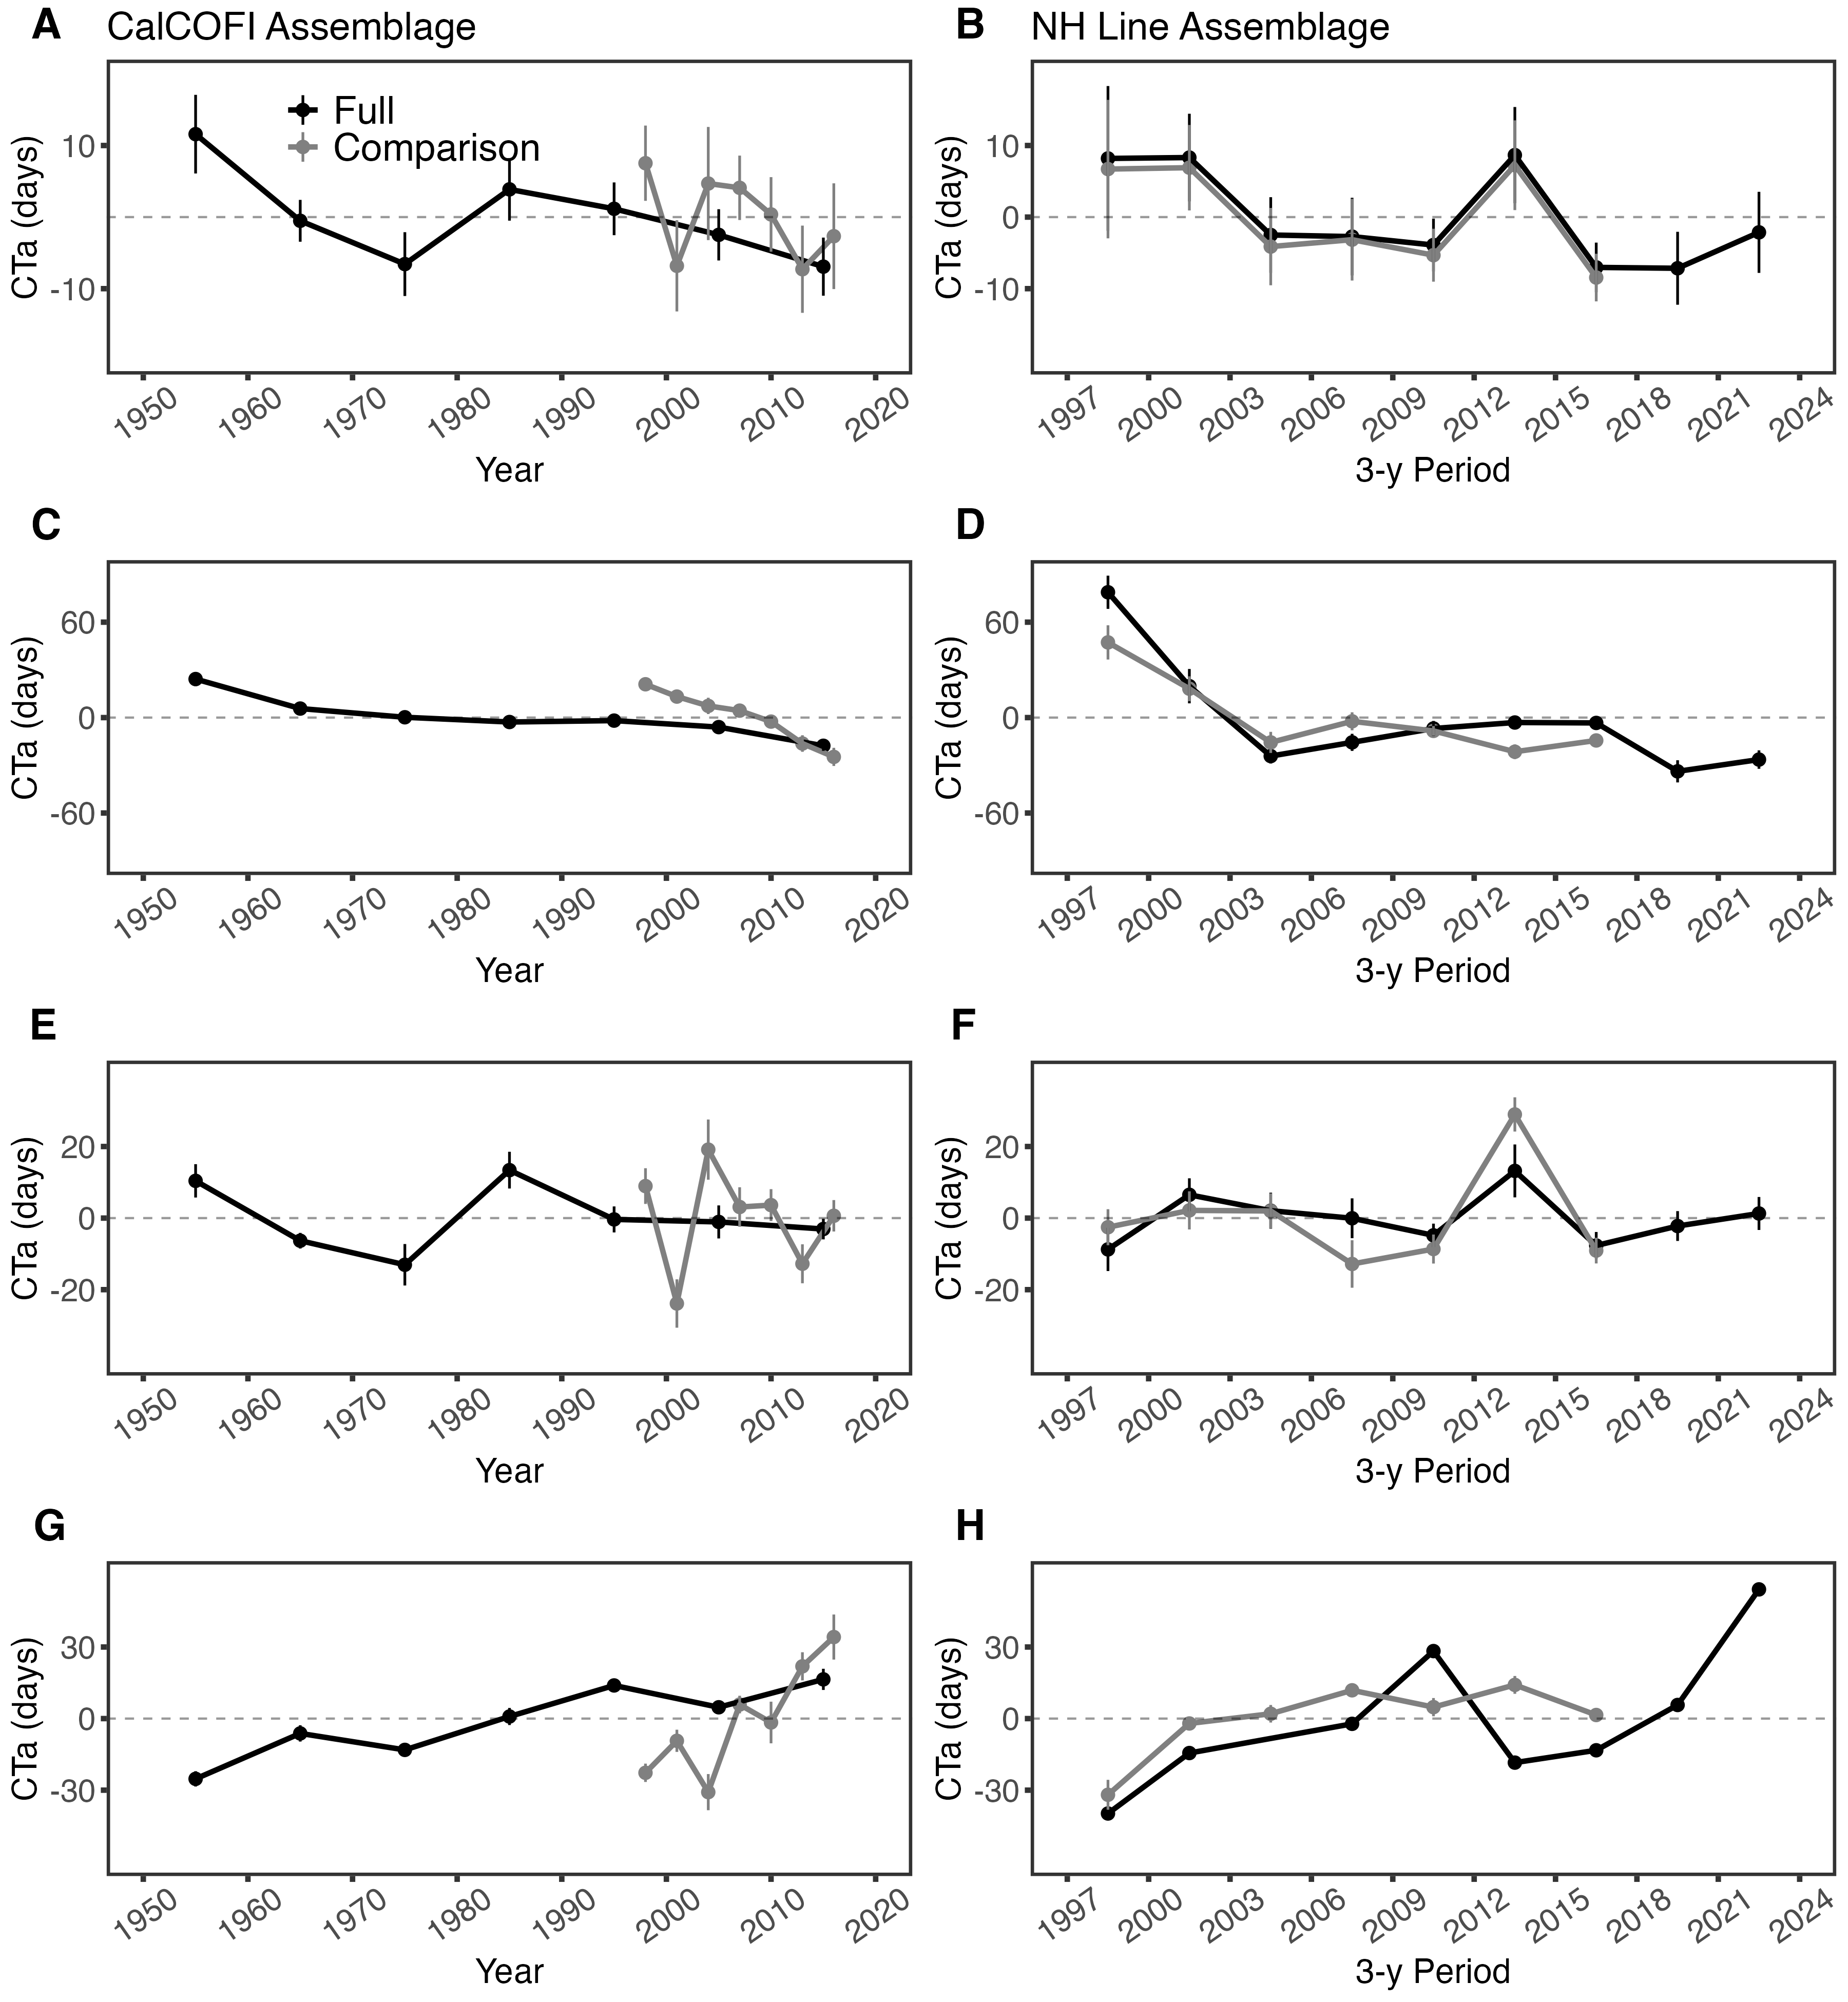 A CalCOFI Assemblage
CTa (days)
10
0
-10
Full
Comparison
1950 1960 1970 1980 1990 2000 2010 2020
Year
B NH Line Assemblage
CTa (days)
10
0
-10
1997 2000 2003 2006 2009 2012 2015 2018 2021 2024
3-y Period
C
CTa (days)
60
0
-60
1950 1960 1970 1980 1990 2000 2010 2020
Year
D
CTa (days)
60
0
-60
1997 2000 2003 2006 2009 2012 2015 2018 2021 2024
3-y Period
E
CTa (days)
20
0
-20
1950 1960 1970 1980 1990 2000 2010 2020
Year
F
CTa (days)
20
0
-20
1997 2000 2003 2006 2009 2012 2015 2018 2021 2024
3-y Period
G
CTa (days)
30
0
-30
1950 1960 1970 1980 1990 2000 2010 2020
Year
H
CTa (days)
30
0
-30
1997 2000 2003 2006 2009 2012 2015 2018 2021 2024
3-y Period